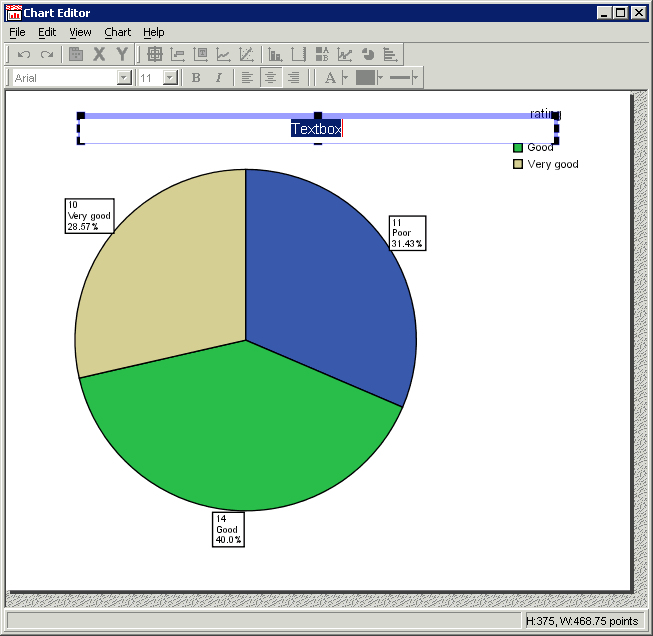 Chart Editor
File Edit View Chart Help
X Y
Arial 11 B I A
rating
Textbox
Good
Very good
10
Very good
28.57%
11
Poor
31.43%
14
Good
40.0%
H:375, W:468.75 points